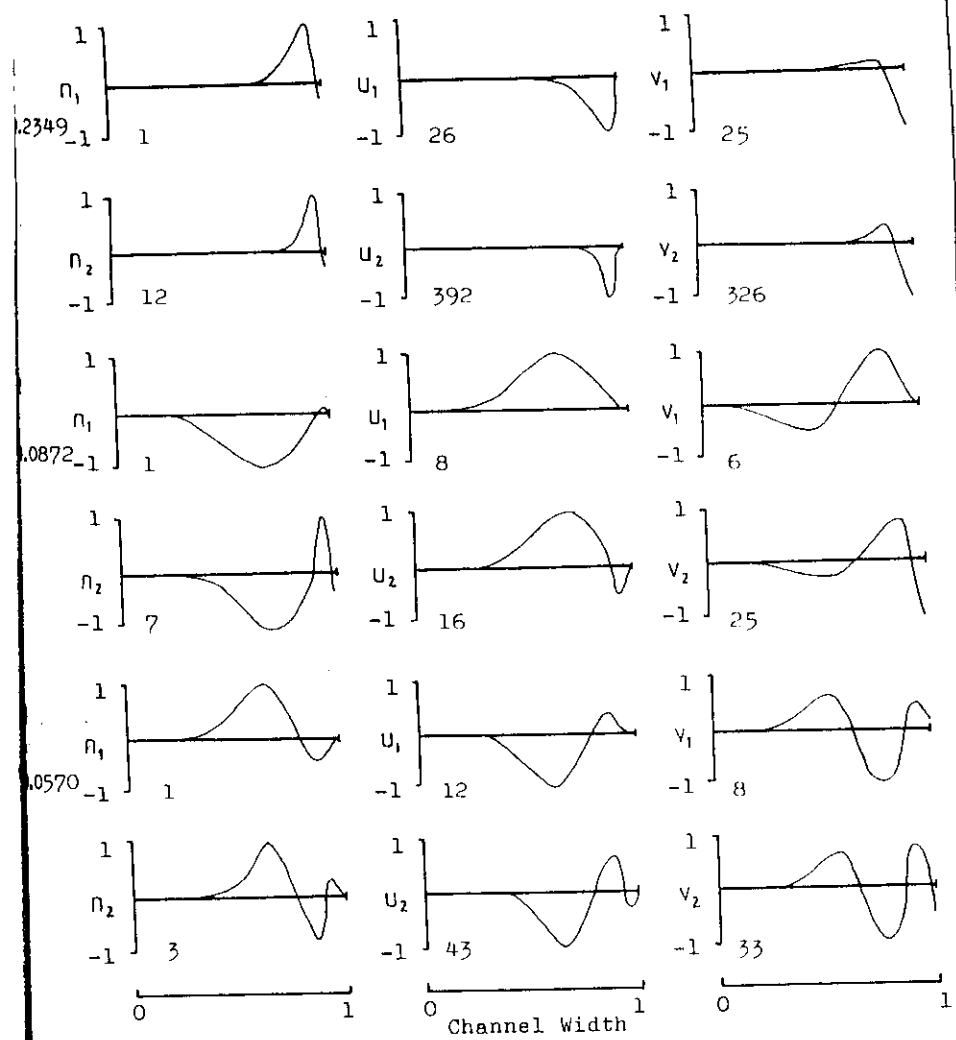 1 1 1
n₁ U₁ V₁
.2349 -1 1 -1 26 -1 25
1 1 1
n₂ U₂ V₂
-1 12 -1 392 -1 326
1 1 1
n₁ U₁ V₁
.0872 -1 1 -1 8 -1 6
1 1 1
n₂ U₂ V₂
-1 7 -1 16 -1 25
1 1 1
n₁ U₁ V₁
.0570 -1 1 -1 12 -1 8
1 1 1
n₂ U₂ V₂
-1 3 -1 43 -1 33
0 1 0 1 0 1
Channel Width